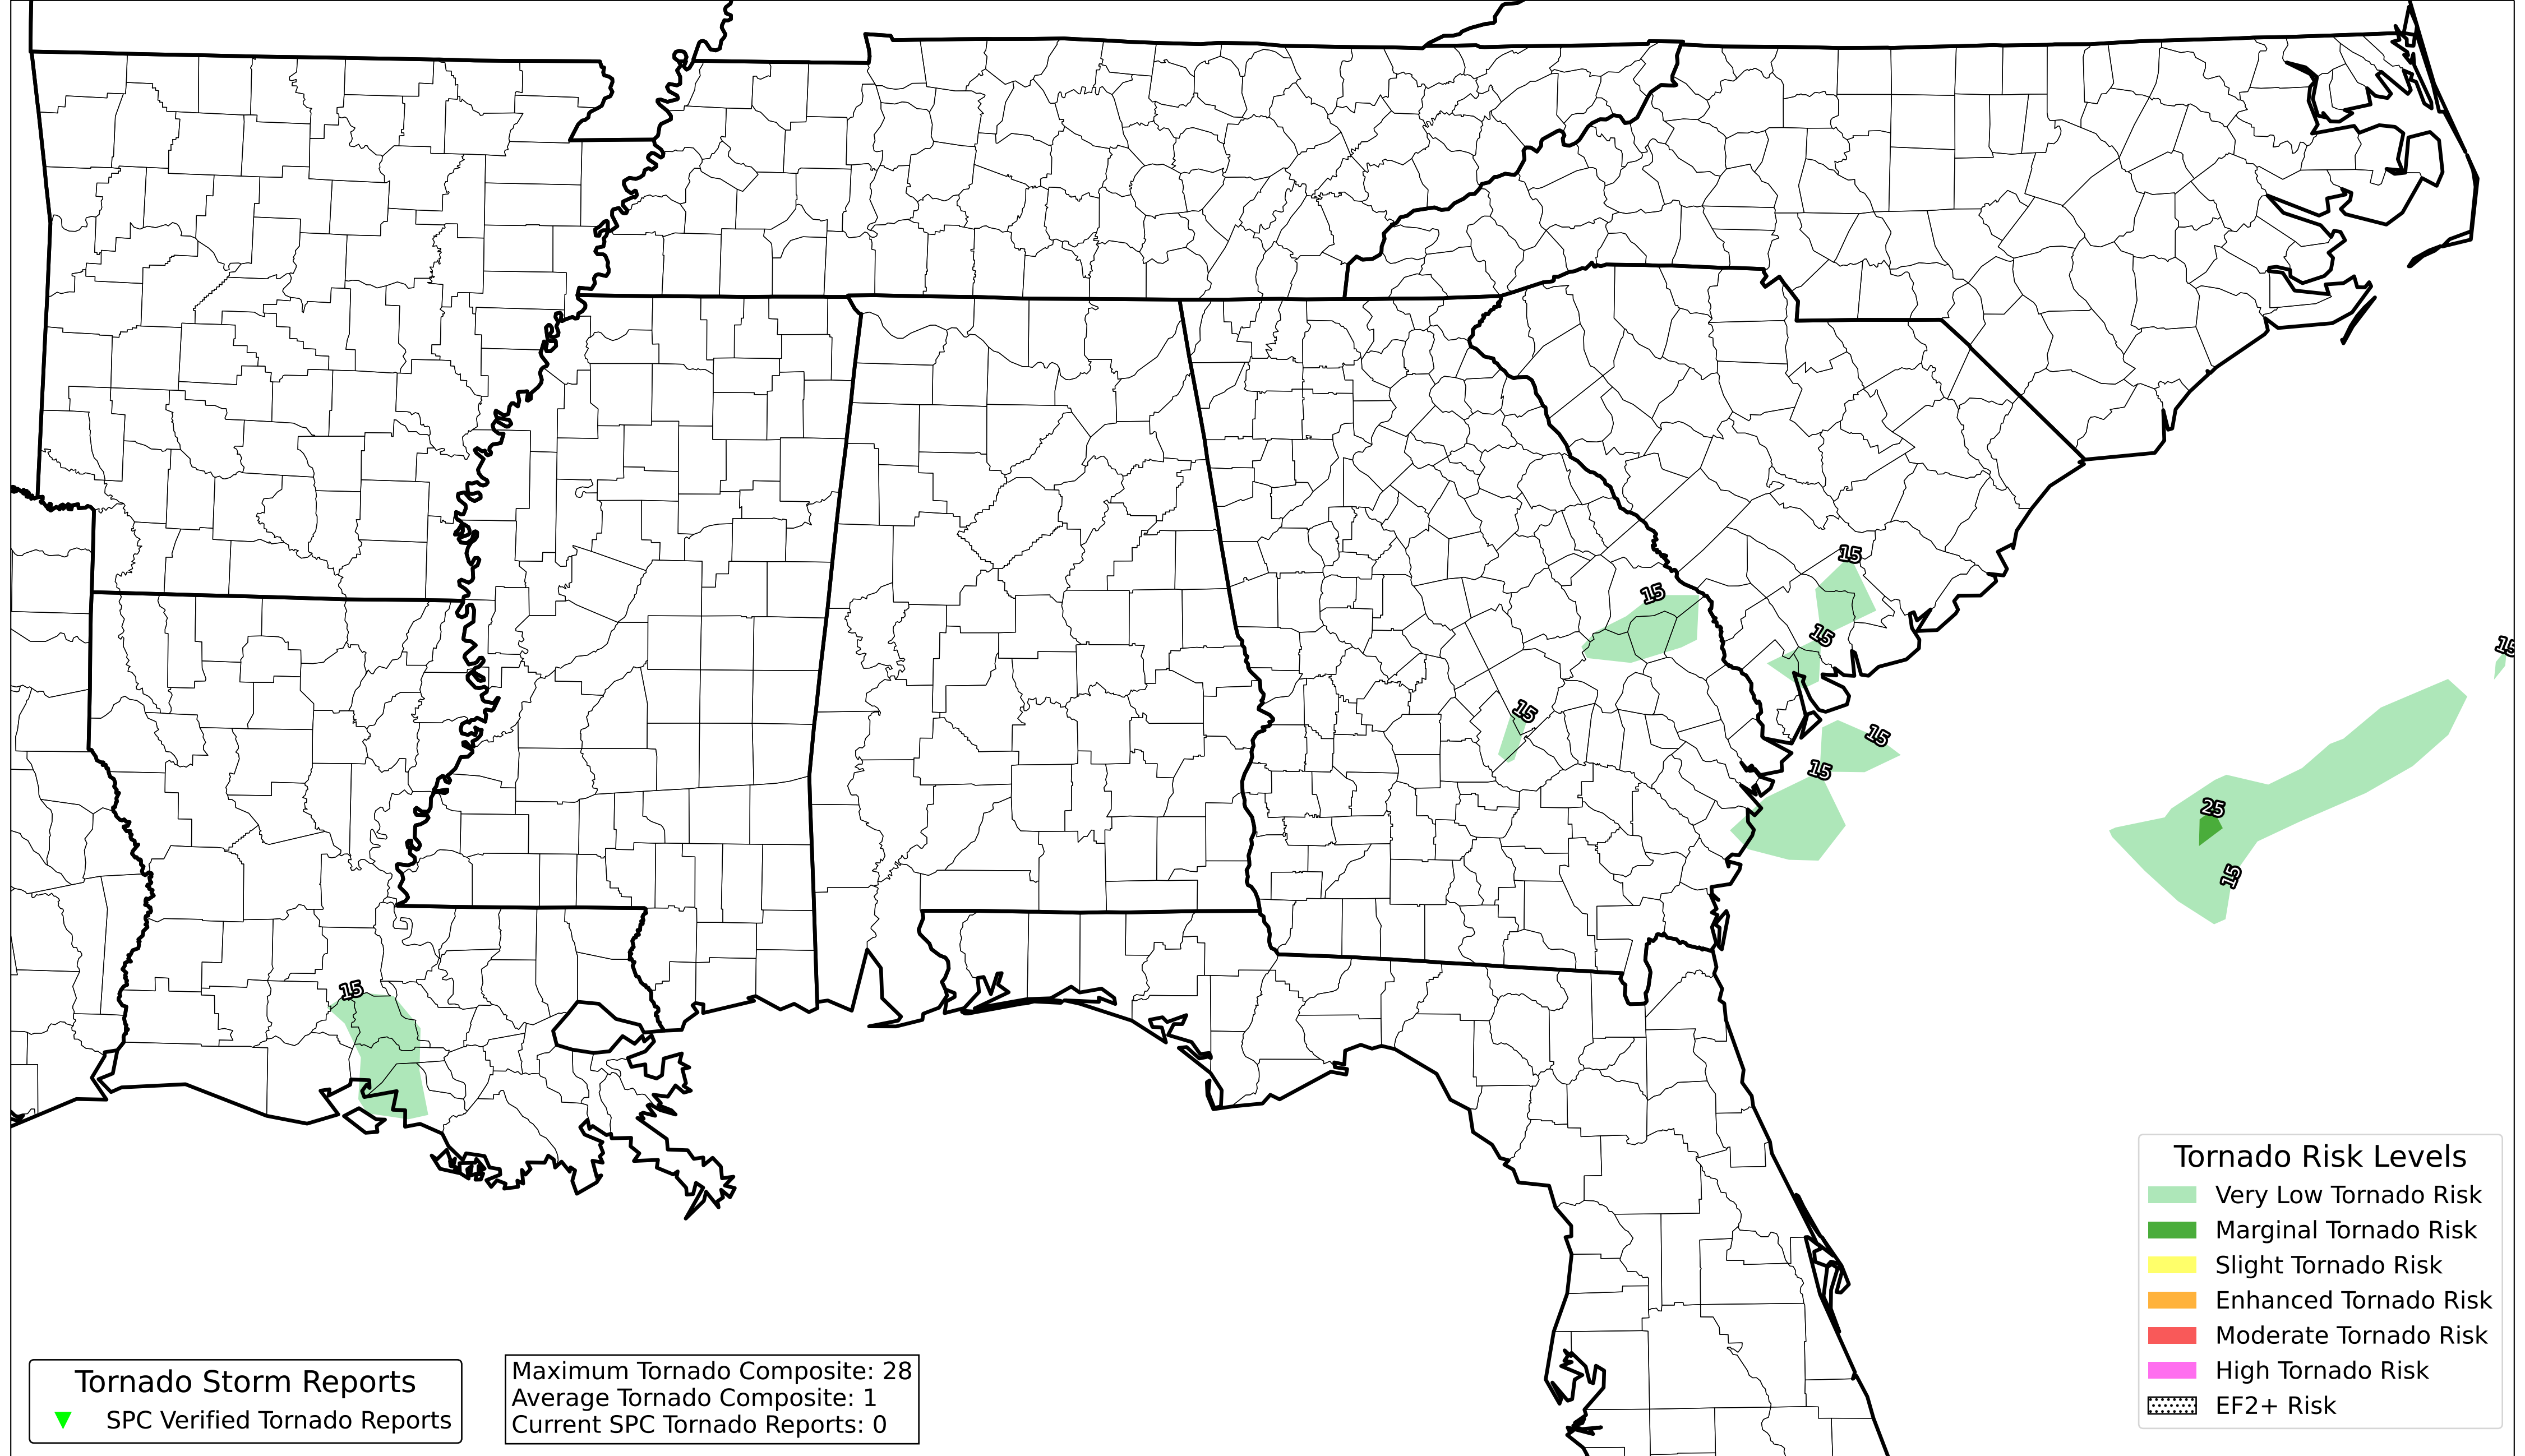 15
15
15
15
15
15
15
25
15
15
Tornado Risk Levels
Very Low Tornado Risk
Marginal Tornado Risk
Slight Tornado Risk
Enhanced Tornado Risk
Moderate Tornado Risk
High Tornado Risk
EF2+ Risk
Tornado Storm Reports
SPC Verified Tornado Reports
Maximum Tornado Composite: 28
Average Tornado Composite: 1
Current SPC Tornado Reports: 0